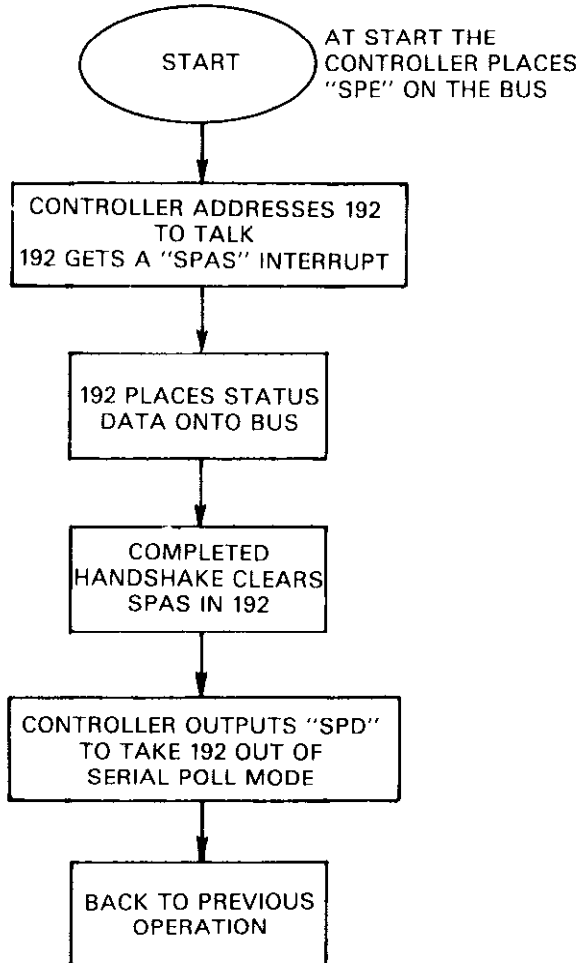 START
AT START THE
CONTROLLER PLACES
"SPE" ON THE BUS
CONTROLLER ADDRESSES 192
TO TALK
192 GETS A "SPAS" INTERRUPT
192 PLACES STATUS
DATA ONTO BUS
COMPLETED
HANDSHAKE CLEARS
SPAS IN 192
CONTROLLER OUTPUTS "SPD"
TO TAKE 192 OUT OF
SERIAL POLL MODE
BACK TO PREVIOUS
OPERATION